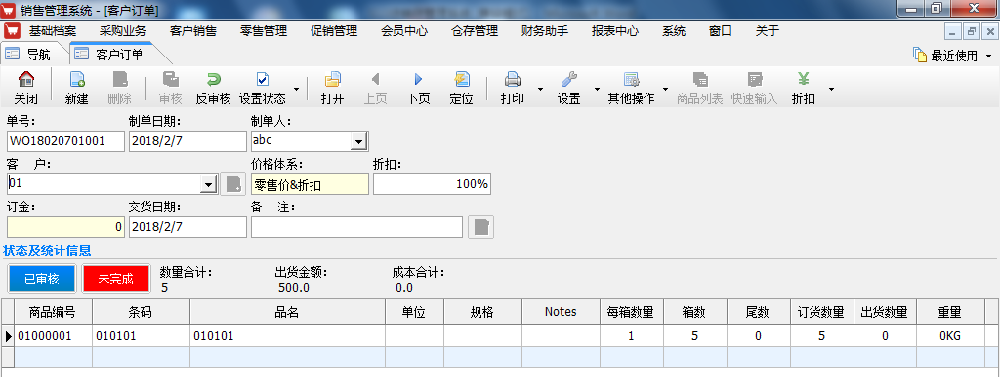 销售管理系统 - [客户订单]
基础档案 采购业务 客户销售 零售管理 促销管理 会员中心 仓存管理 财务助手 报表中心 系统 窗口 关于
导航 客户订单 最近使用
关闭 新建 删除 审核 反审核 设置状态 打开 上页 下页 定位 打印 设置 其他操作 商品列表 快速输入 折扣
单号: 制单日期: 制单人:
WO18020701001 2018/2/7 abc
客 户: 价格体系: 折扣:
01 零售价&折扣 100%
订金: 交货日期: 备 注:
0 2018/2/7
状态及统计信息
已审核 未完成 数量合计: 出货金额: 成本合计:
5 500.0 0.0
商品编号 条码 品名 单位 规格 Notes 每箱数量 箱数 尾数 订货数量 出货数量 重量
01000001 010101 010101 1 5 0 5 0 0KG